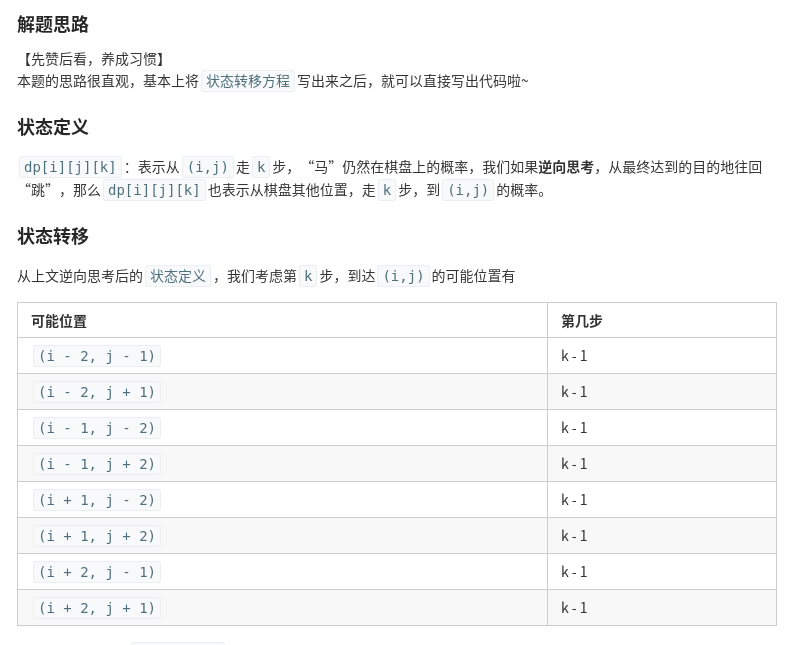 解题思路
【先赞后看，养成习惯】
本题的思路很直观，基本上将 状态转移方程 写出来之后，就可以直接写出代码啦~
状态定义
dp[i][j][k] ：表示从 (i,j) 走 k 步，“马”仍然在棋盘上的概率，我们如果逆向思考，从最终达到的目的地往回
“跳”，那么 dp[i][j][k] 也表示从棋盘其他位置，走 k 步，到 (i,j) 的概率。
状态转移
从上文逆向思考后的 状态定义 ，我们考虑第 k 步，到达 (i,j) 的可能位置有
可能位置 第几步
(i - 2, j - 1) k-1
(i - 2, j + 1) k-1
(i - 1, j - 2) k-1
(i - 1, j + 2) k-1
(i + 1, j - 2) k-1
(i + 1, j + 2) k-1
(i + 2, j - 1) k-1
(i + 2, j + 1) k-1